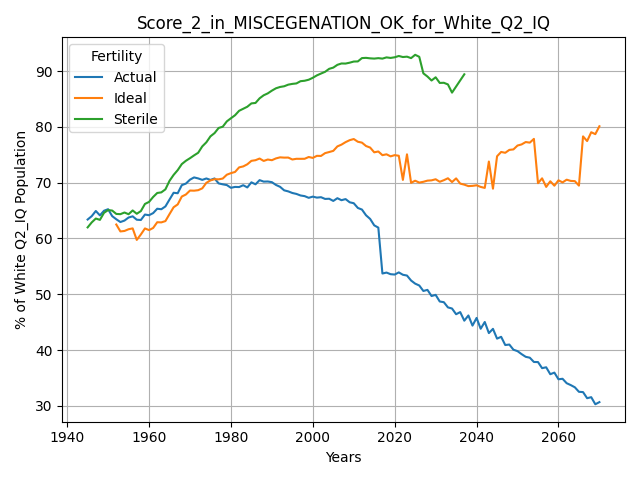 Score_2_in_MISCEGENATION_OK_for_White_Q2_IQ
Fertility
Actual
Ideal
Sterile
% of White Q2_IQ Population
90
80
70
60
50
40
30
1940 1960 1980 2000 2020 2040 2060
Years